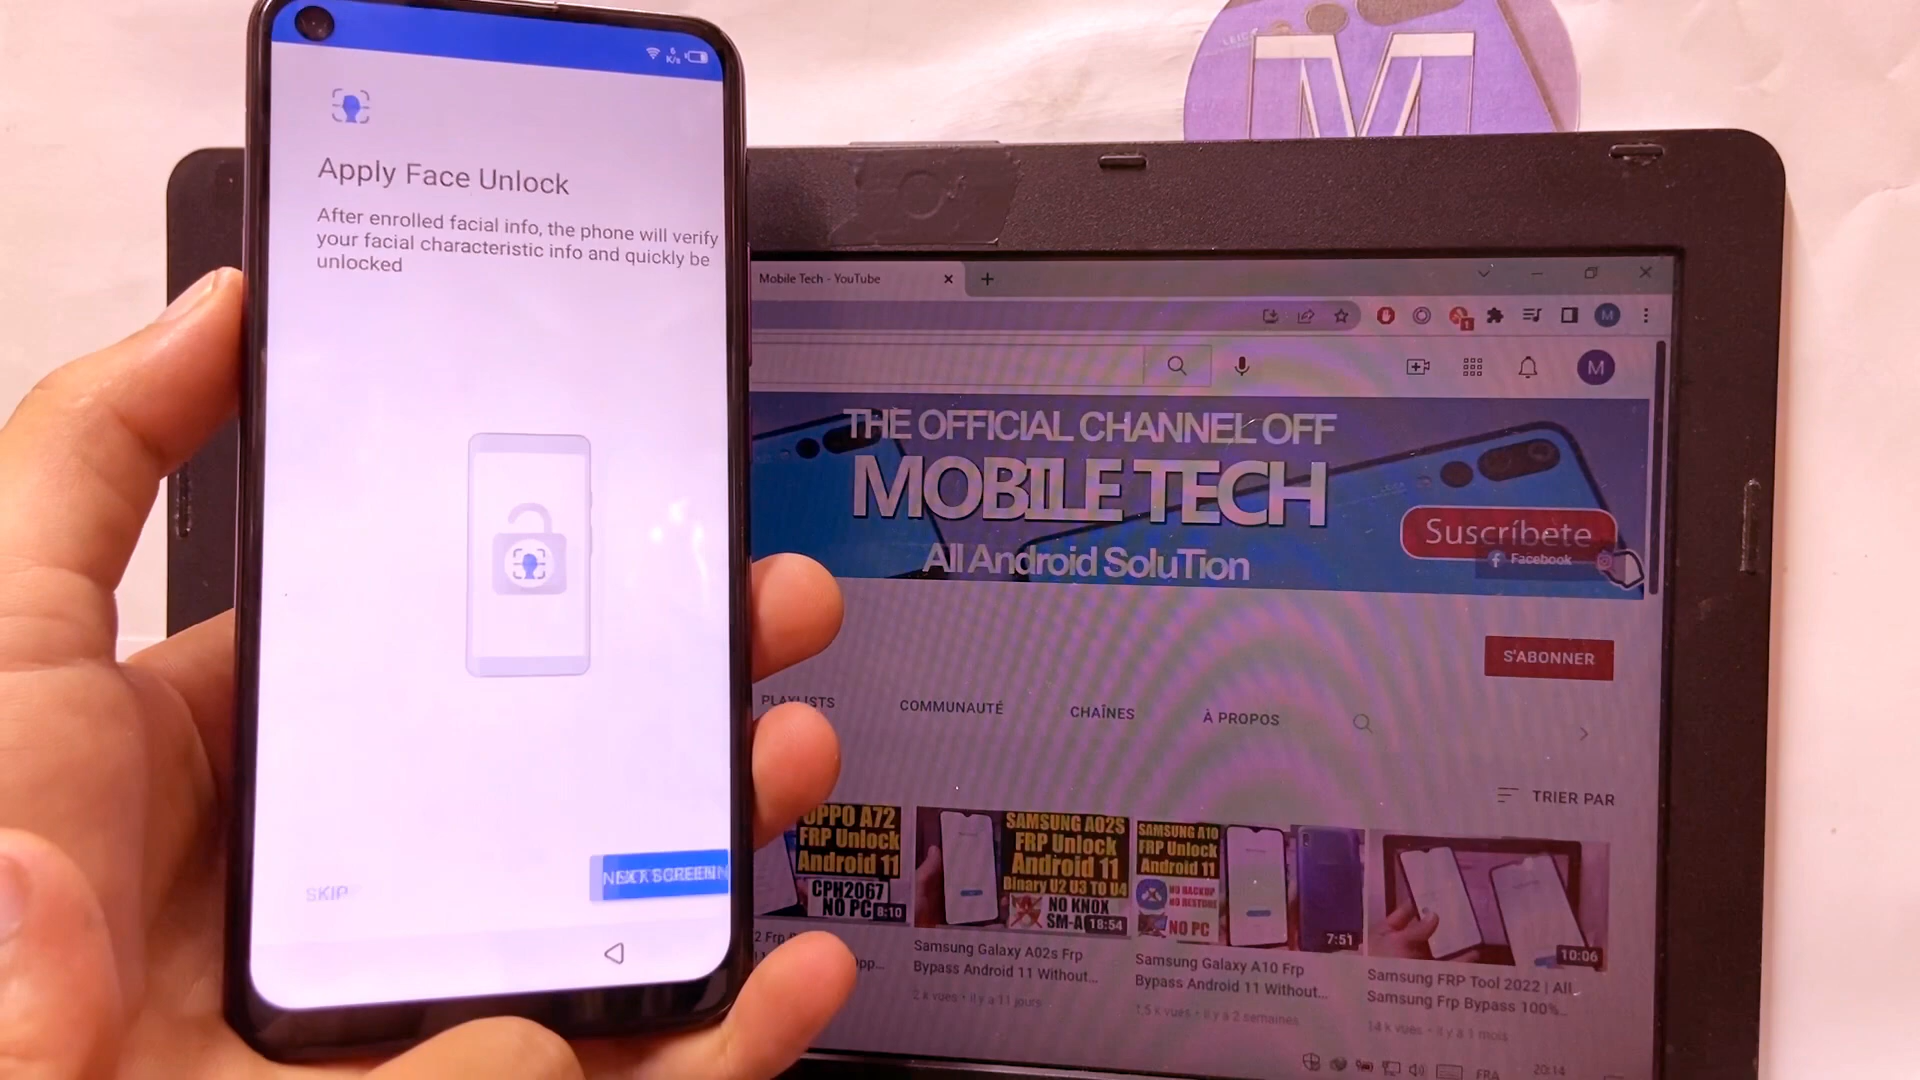 6
K/s
Apply Face Unlock
After enrolled facial info, the phone will verify
your facial characteristic info and quickly be
unlocked
SKIP
NEXT SCREEN
M
LEICA
Mobile Tech - YouTube
1
M
M
THE OFFICIAL CHANNEL OFF
MOBILE TECH
All Android SoluTion
Suscríbete
Facebook
S'ABONNER
PLAYLISTS
COMMUNAUTÉ
CHAÎNES
À PROPOS
TRIER PAR
OPPO A72
FRP Unlock
Android 11
CPH2067
NO PC
8:10
SAMSUNG A02S
FRP Unlock
Android 11
Binary U2 U3 TO U4
NO KNOX
SM-A
18:54
SAMSUNG A10
FRP Unlock
Android 11
NO BACKUP
NO RESTORE
NO PC
7:51
10:06
2 Frp
Samsung Galaxy A02s Frp
Bypass Android 11 Without...
2 k vues • il y a 11 jours
Samsung Galaxy A10 Frp
Bypass Android 11 Without...
1,5 k vues • il y a 2 semaines
Samsung FRP Tool 2022 | All
Samsung Frp Bypass 100%...
14 k vues • il y a 1 mois
FRA
20:14